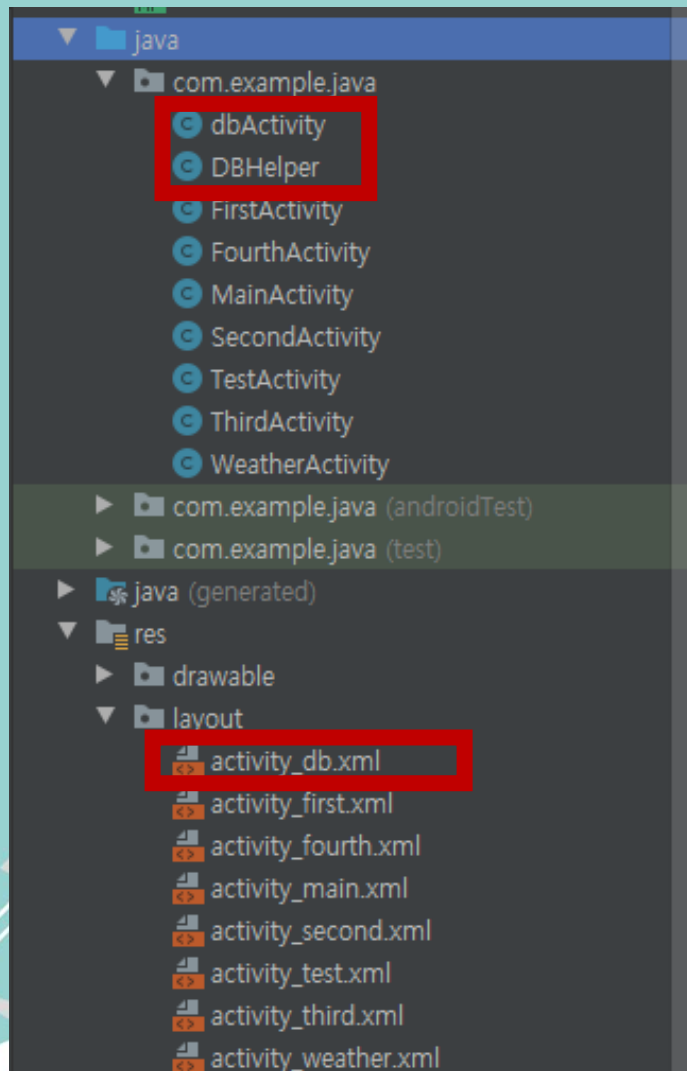 java
com.example.java
dbActivity
DBHelper
FirstActivity
FourthActivity
MainActivity
SecondActivity
TestActivity
ThirdActivity
WeatherActivity
com.example.java (androidTest)
com.example.java (test)
java (generated)
res
drawable
layout
activity_db.xml
activity_first.xml
activity_fourth.xml
activity_main.xml
activity_second.xml
activity_test.xml
activity_third.xml
activity_weather.xml